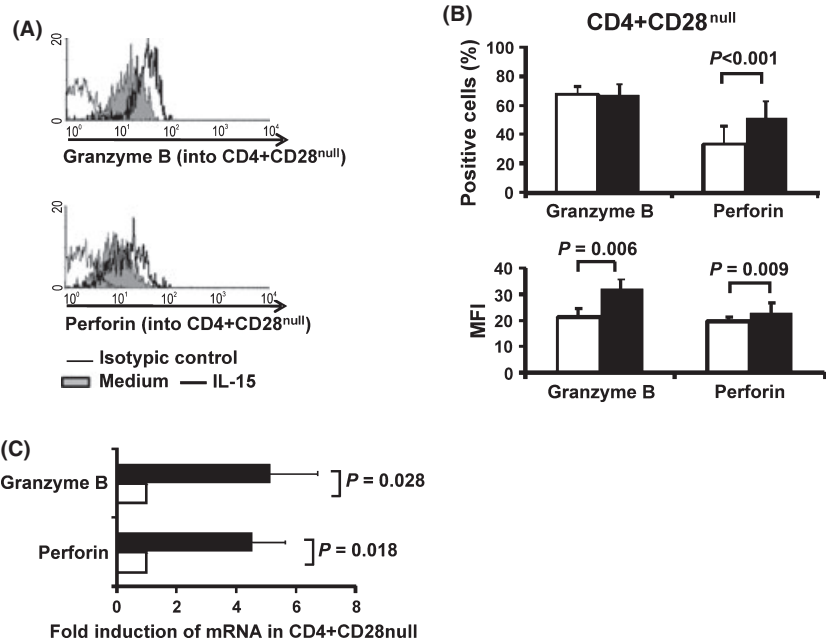 (A)
20
0
10⁰ 10¹ 10² 10³ 10⁴
Granzyme B (into CD4+CD28ⁿᵘˡˡ)
20
0
10⁰ 10¹ 10² 10³ 10⁴
Perforin (into CD4+CD28ⁿᵘˡˡ)
Isotypic control
Medium IL-15
(B)
CD4+CD28ⁿᵘˡˡ
Positive cells (%)
100
80
60
40
20
0
P<0.001
Granzyme B Perforin
MFI
40
30
20
10
0
P = 0.006
P = 0.009
Granzyme B Perforin
(C)
Granzyme B
P = 0.028
Perforin
P = 0.018
0 2 4 6 8
Fold induction of mRNA in CD4+CD28null